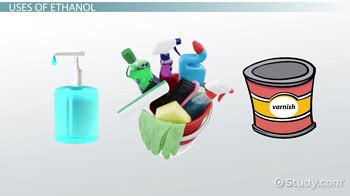 USES OF ETHANOL
varnish
Study.com